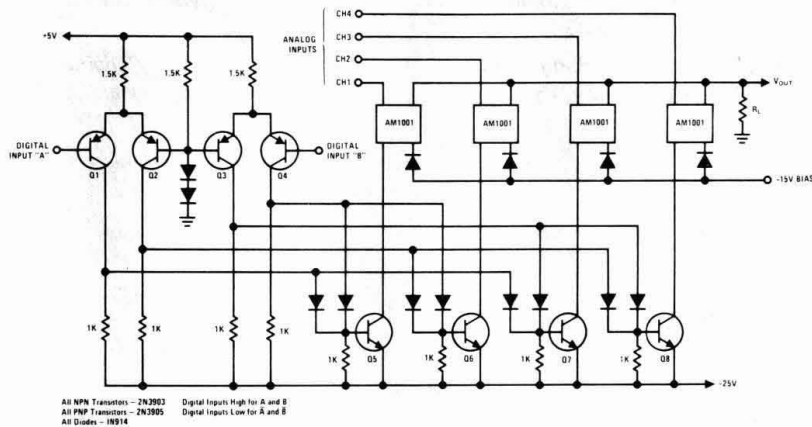 CH4
CH3
ANALOG INPUTS
CH2
CH1
+5V
1.5K
1.5K
1.5K
VOUT
AM1001
AM1001
AM1001
AM1001
RL
DIGITAL INPUT "A"
Q1
Q2
Q3
Q4
DIGITAL INPUT "B"
-15V BIAS
1K
1K
1K
1K
1K
Q5
1K
Q6
1K
Q7
1K
Q8
-25V
All NPN Transistors – 2N3903 Digital Inputs High for A and B
All PNP Transistors – 2N3905 Digital Inputs Low for Ā and B̄
All Diodes – IN914